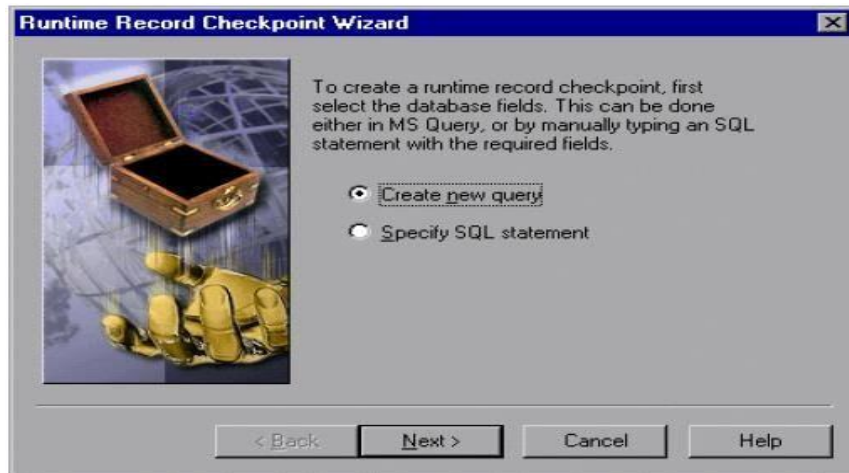 Runtime Record Checkpoint Wizard
To create a runtime record checkpoint, first
select the database fields. This can be done
either in MS Query, or by manually typing an SQL
statement with the required fields.
Create new query
Specify SQL statement
< Back Next > Cancel Help